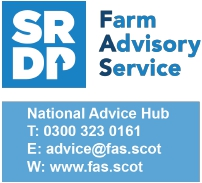 SR
DP
Farm
Advisory
Service
National Advice Hub
T: 0300 323 0161
E: advice@fas.scot
W: www.fas.scot